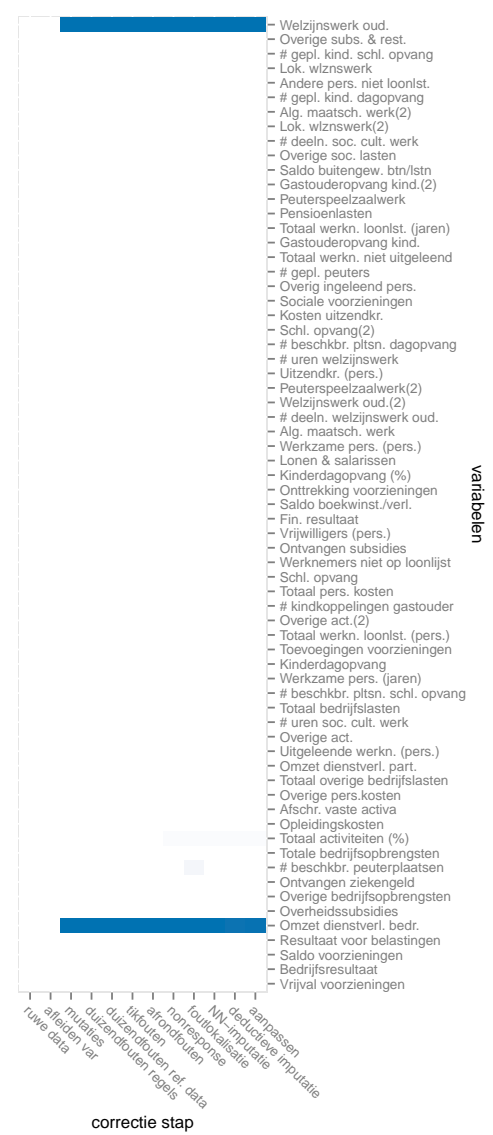 Welzijnswerk oud.
Overige subs. & rest.
# gepl. kind. schl. opvang
Lok. wlznswerk
Andere pers. niet loonlst.
# gepl. kind. dagopvang
Alg. maatsch. werk(2)
Lok. wlznswerk(2)
# deeln. soc. cult. werk
Overige soc. lasten
Saldo buitengew. btn/lstn
Gastouderopvang kind.(2)
Peuterspeelzaalwerk
Pensioenlasten
Totaal werkn. loonlst. (jaren)
Gastouderopvang kind.
Totaal werkn. niet uitgeleend
# gepl. peuters
Overig ingeleend pers.
Sociale voorzieningen
Kosten uitzendkr.
Schl. opvang(2)
# beschkbr. pltsn. dagopvang
# uren welzijnswerk
Uitzendkr. (pers.)
Peuterspeelzaalwerk(2)
Welzijnswerk oud.(2)
# deeln. welzijnswerk oud.
Alg. maatsch. werk
Werkzame pers. (pers.)
Lonen & salarissen
Kinderdagopvang (%)
Onttrekking voorzieningen
Saldo boekwinst./verl.
Fin. resultaat
Vrijwilligers (pers.)
Ontvangen subsidies
Werknemers niet op loonlijst
Schl. opvang
Totaal pers. kosten
# kindkoppelingen gastouder
Overige act.(2)
Totaal werkn. loonlst. (pers.)
Toevoegingen voorzieningen
Kinderdagopvang
Werkzame pers. (jaren)
# beschkbr. pltsn. schl. opvang
Totaal bedrijfslasten
# uren soc. cult. werk
Overige act.
Uitgeleende werkn. (pers.)
Omzet dienstverl. part.
Totaal overige bedrijfslasten
Overige pers.kosten
Afschr. vaste activa
Opleidingskosten
Totaal activiteiten (%)
Totale bedrijfsopbrengsten
# beschkbr. peuterplaatsen
Ontvangen ziekengeld
Overige bedrijfsopbrengsten
Overheidssubsidies
Omzet dienstverl. bedr.
Resultaat voor belastingen
Saldo voorzieningen
Bedrijfsresultaat
Vrijval voorzieningen
variabelen
ruwe data
afleiden var
mutaties
duizendfouten regels
duizendfouten ref. data
tikfouten
afrondfouten
nonresponse
foutlokalisatie
NN-imputatie
deductieve imputatie
aanpassen
correctie stap